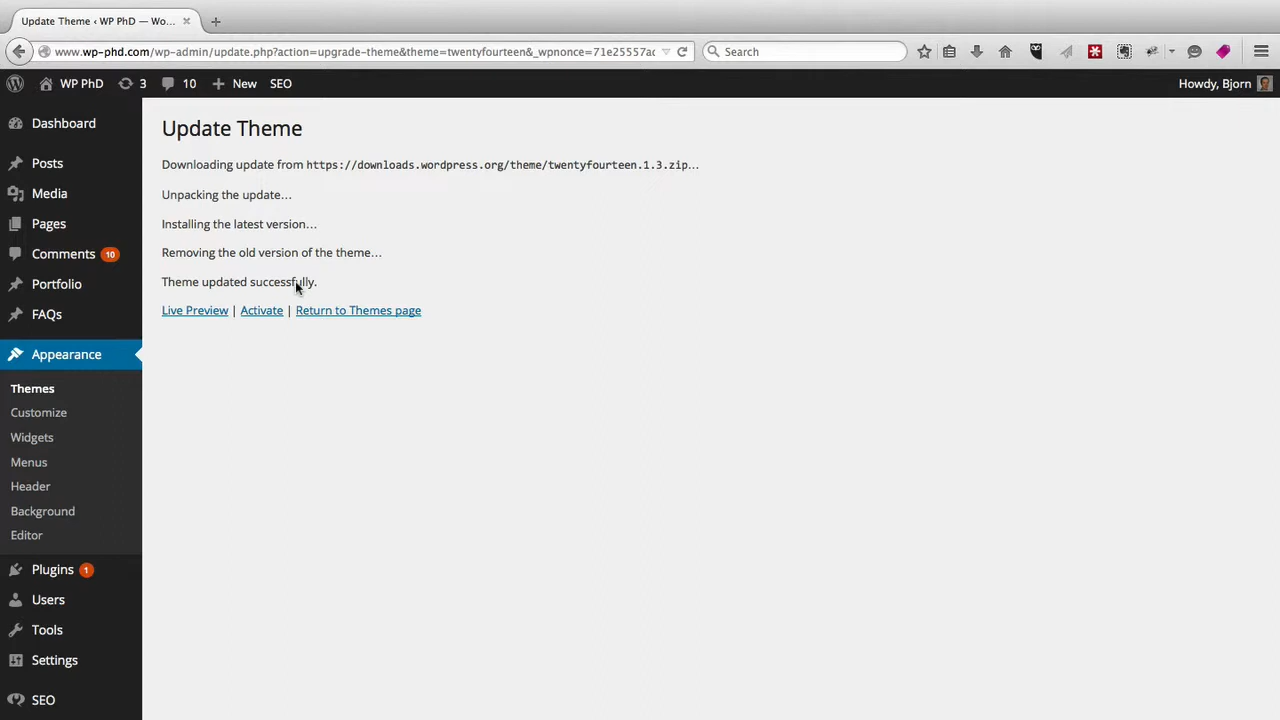 Update Theme ‹ WP PhD — Wo...
www.wp-phd.com/wp-admin/update.php?action=upgrade-theme&theme=twentyfourteen&_wpnonce=71e25557ac
Search
WP PhD 3 10 New SEO
Howdy, Bjorn
Dashboard
Posts
Media
Pages
Comments 10
Portfolio
FAQs
Appearance
Themes
Customize
Widgets
Menus
Header
Background
Editor
Plugins 1
Users
Tools
Settings
SEO
Update Theme
Downloading update from https://downloads.wordpress.org/theme/twentyfourteen.1.3.zip…
Unpacking the update…
Installing the latest version…
Removing the old version of the theme…
Theme updated successfully.
Live Preview | Activate | Return to Themes page